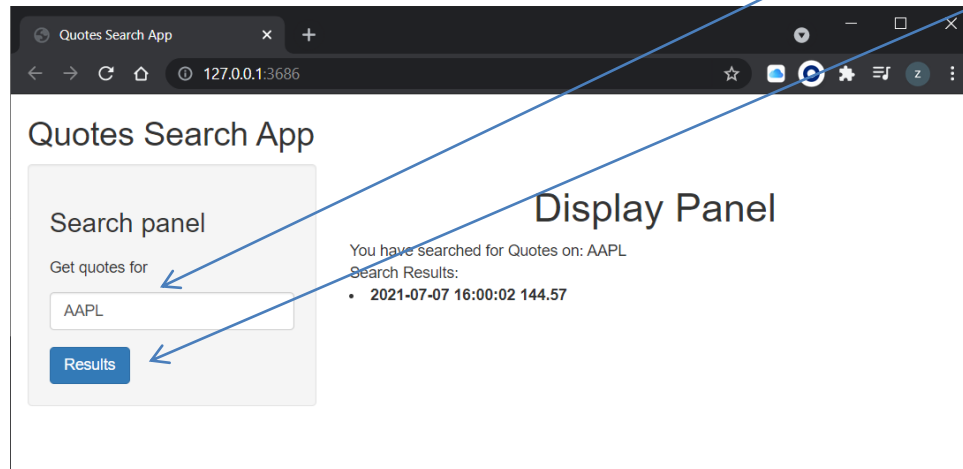 Quotes Search App
127.0.0.1:3686
z
Quotes Search App
Search panel
Get quotes for
AAPL
Results
Display Panel
You have searched for Quotes on: AAPL
Search Results:
• 2021-07-07 16:00:02 144.57